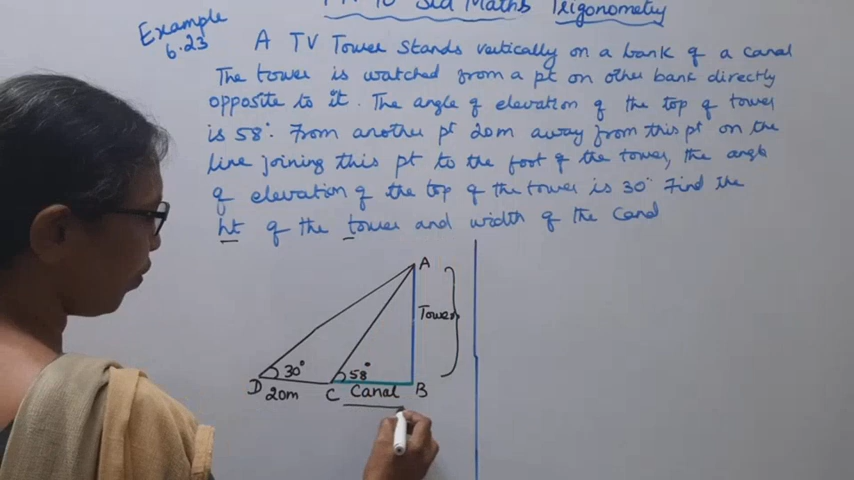 Std Maths Trigonometry
Example
6.23
A TV Tower Stands vertically on a bank of a canal
The tower is watched from a pt on other bank directly
opposite to it. The angle of elevation of the top of tower
is 58° From another pt 20m away from this pt on the
line joining this pt to the foot of the tower, the angle
of elevation of the top of the tower is 30° Find the
ht of the tower and width of the Canal
A
Tower
30° 58°
D 20m C Canal B